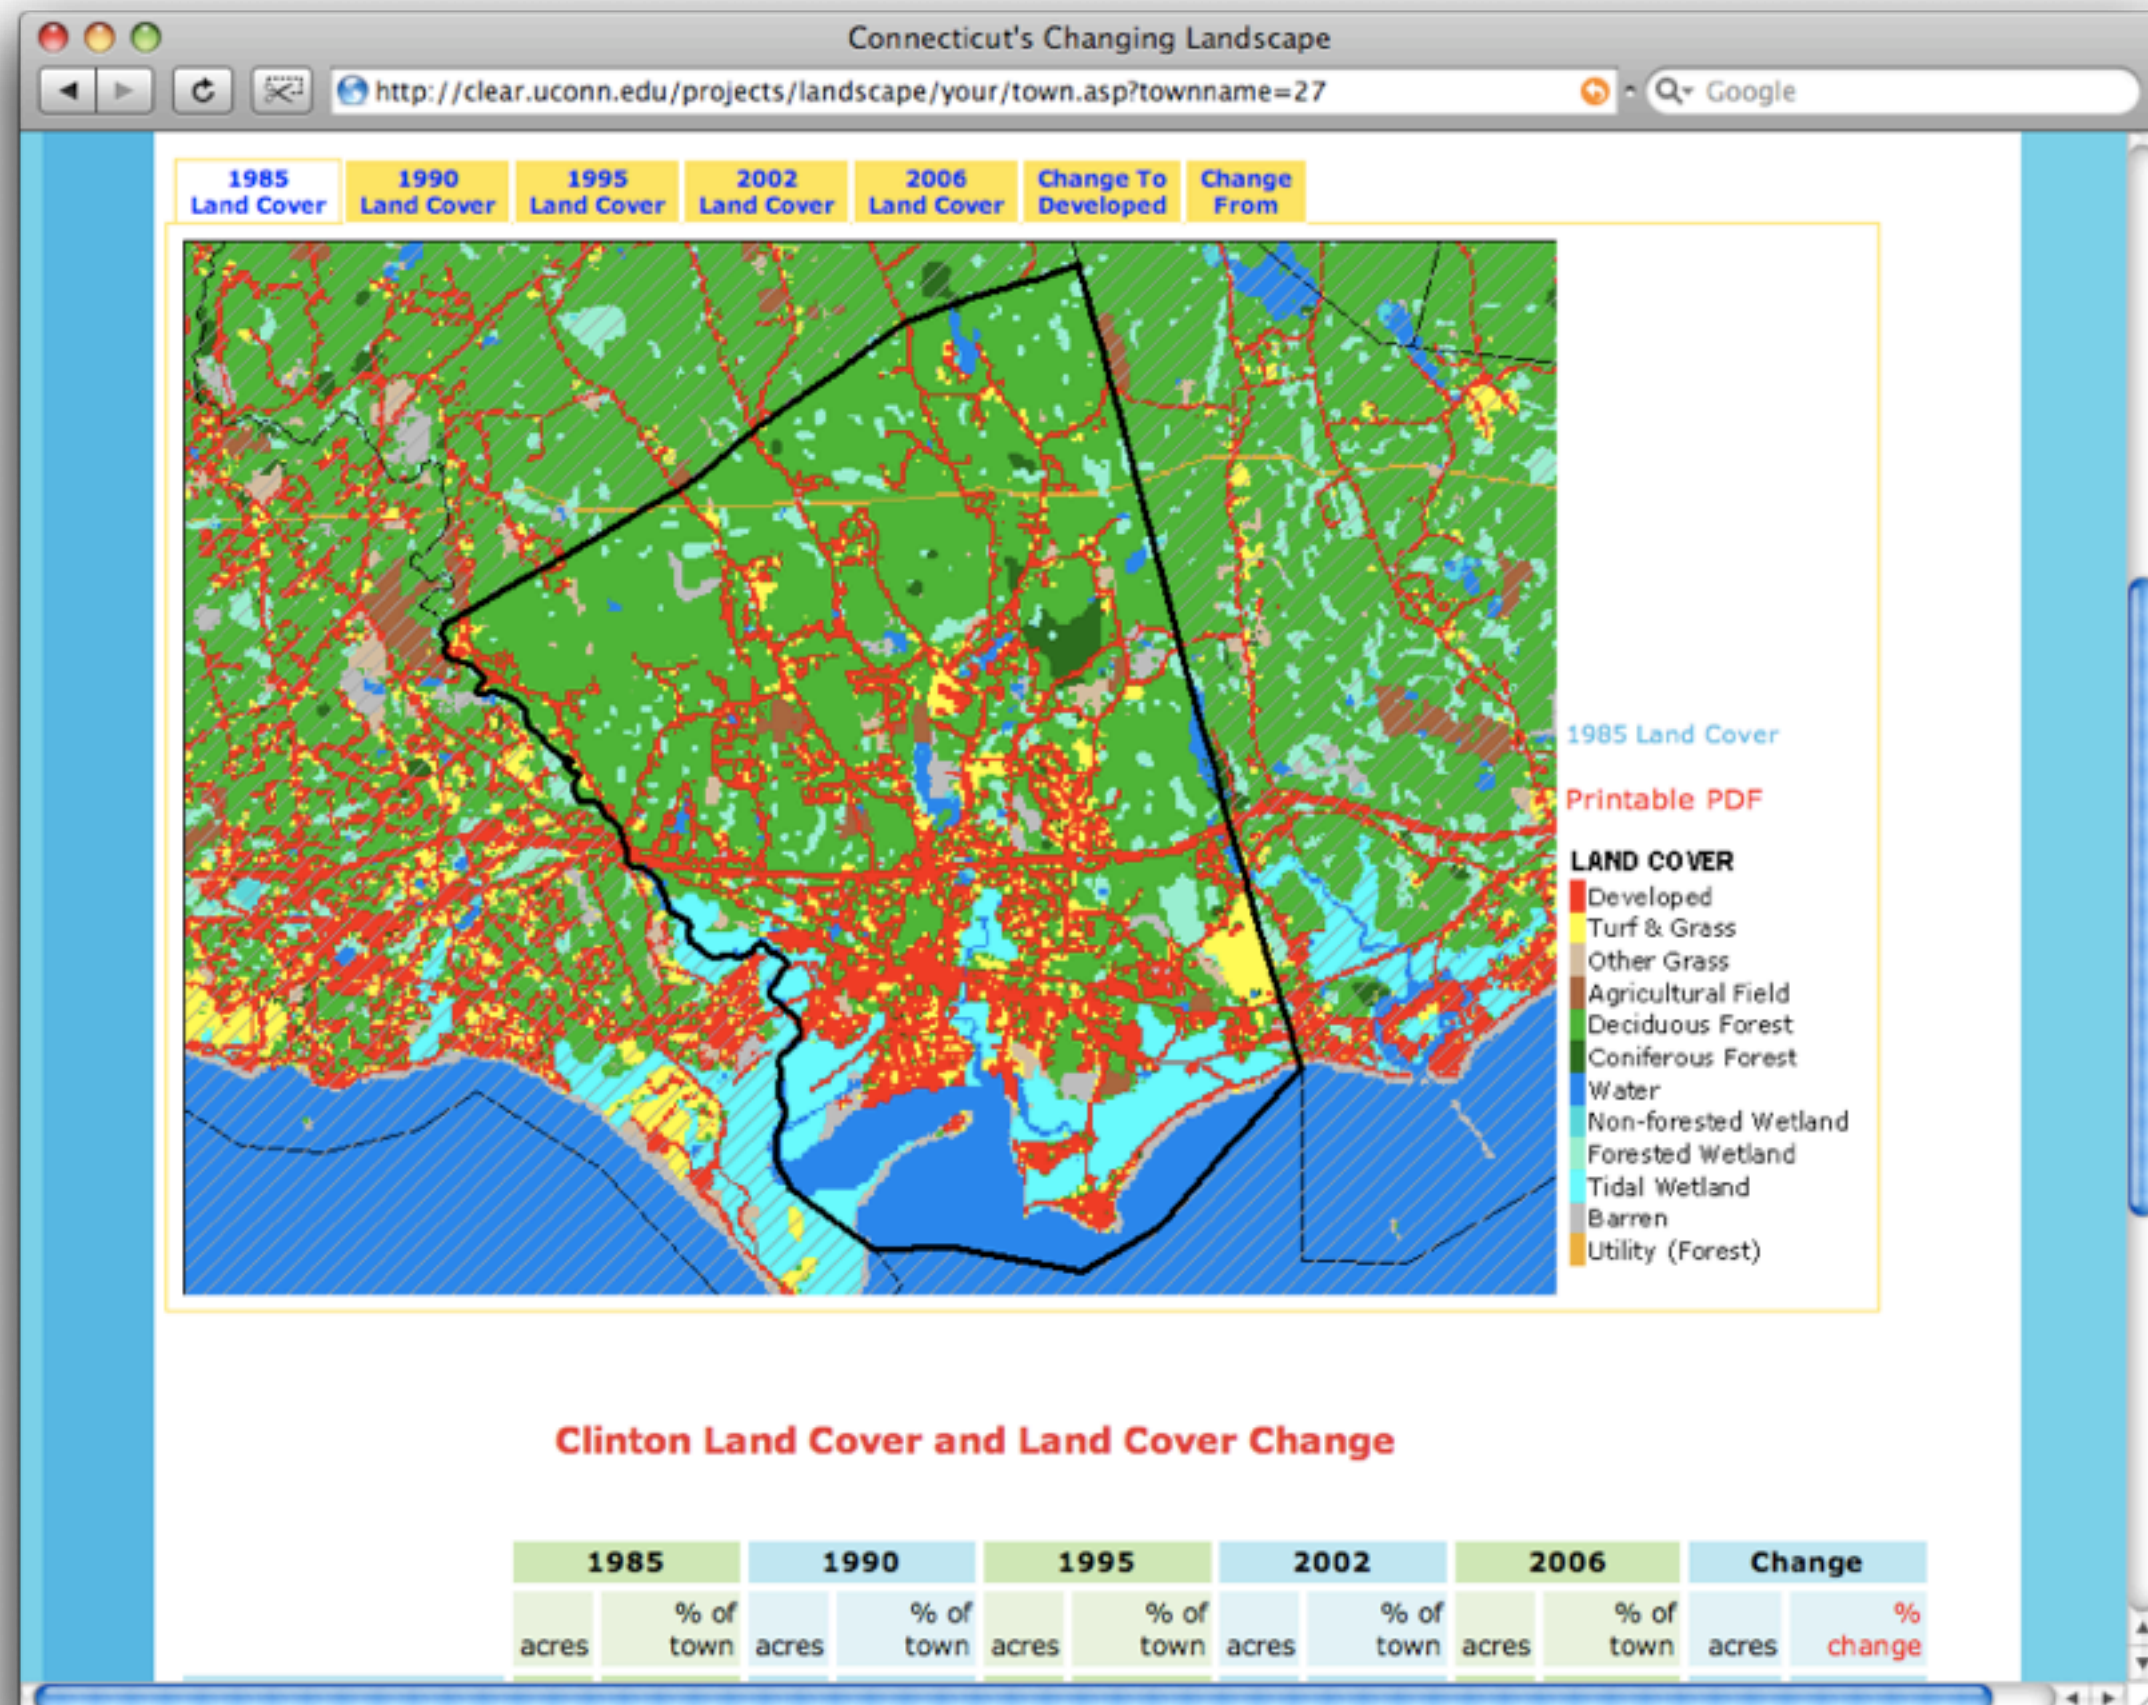 Connecticut's Changing Landscape
http://clear.uconn.edu/projects/landscape/your/town.asp?townname=27
Google
1985 Land Cover
1990 Land Cover
1995 Land Cover
2002 Land Cover
2006 Land Cover
Change To Developed
Change From
1985 Land Cover
Printable PDF
LAND COVER
Developed
Turf & Grass
Other Grass
Agricultural Field
Deciduous Forest
Coniferous Forest
Water
Non-forested Wetland
Forested Wetland
Tidal Wetland
Barren
Utility (Forest)
Clinton Land Cover and Land Cover Change
1985 1990 1995 2002 2006 Change
% of % of % of % of % of %
acres town acres town acres town acres town acres town acres change